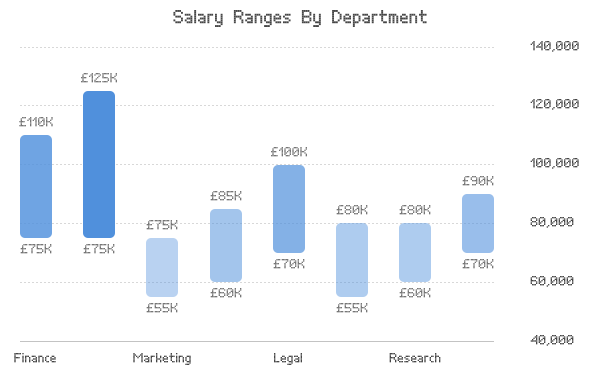 Salary Ranges By Department
140,000
£125K
120,000
£110K
£100K
100,000
£90K
£85K
£80K
£80K
£75K
80,000
£75K
£75K
£70K
£70K
60,000
£60K
£60K
£55K
£55K
40,000
Finance
Marketing
Legal
Research